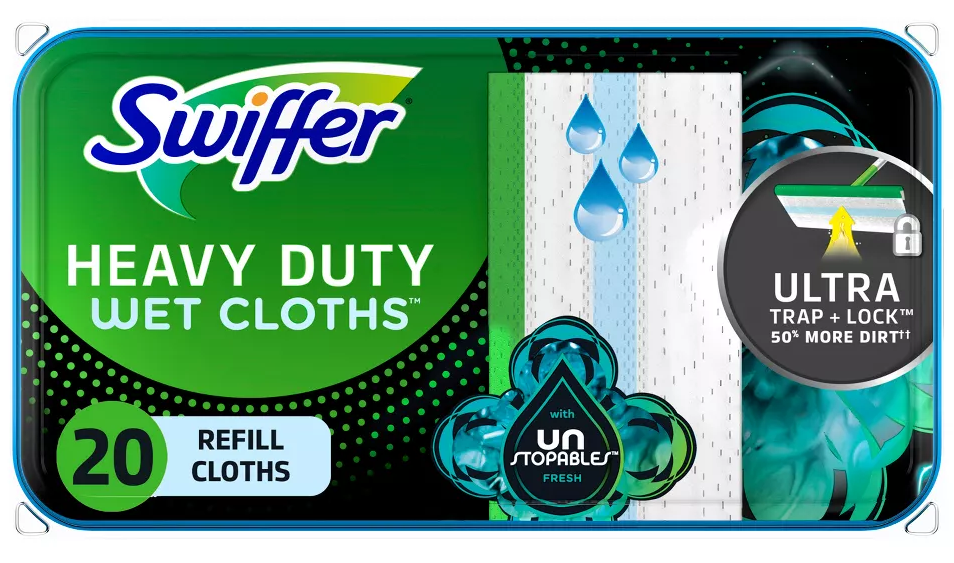 Swiffer
HEAVY DUTY
WET CLOTHS™
20
REFILL
CLOTHS
with
UN
STOPABLES™
FRESH
ULTRA
TRAP + LOCK™
50% MORE DIRT††